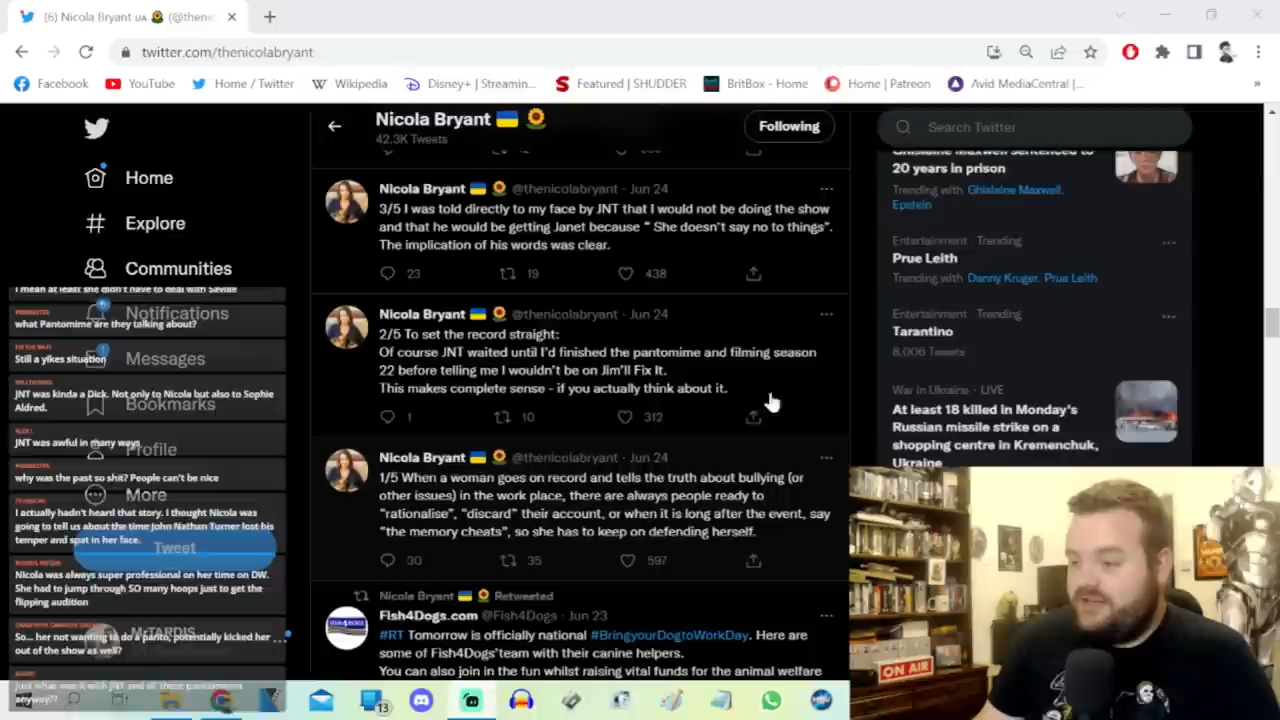 (6) Nicola Bryant 🇺🇦 🌻 (@thenic
twitter.com/thenicolabryant
Facebook
YouTube
Home / Twitter
Wikipedia
Disney+ | Streamin...
Featured | SHUDDER
BritBox - Home
Home | Patreon
Avid MediaCentral |...
»
Nicola Bryant 🇺🇦 🌻
42.3K Tweets
Following
Search Twitter
Home
Explore
Communities
Notifications
Messages
Bookmarks
Profile
More
Tweet
MrTARDIS
I mean at least she didn't have to deal with Saville
what Pantomime are they talking about?
Still a yikes situation
JNT was kinda a Dick. Not only to Nicola but also to Sophie
Aldred.
JNT was awful in many ways
why was the past so shit? People can't be nice
I actually hadn't heard that story. I thought Nicola was
going to tell us about the time John Nathan Turner lost his
temper and spat in her face.
Nicola was always super professional on her time on DW.
She had to jump through SO many hoops just to get the
flipping audition
So... her not wanting to do a panto, potentially kicked her
out of the show as well?
anyway??
Nicola Bryant 🇺🇦 🌻 @thenicolabryant · Jun 24
3/5 I was told directly to my face by JNT that I would not be doing the show
and that he would be getting Janet because “ She doesn't say no to things”.
The implication of his words was clear.
23 19 438
Nicola Bryant 🇺🇦 🌻 @thenicolabryant · Jun 24
2/5 To set the record straight:
Of course JNT waited until I'd finished the pantomime and filming season
22 before telling me I wouldn't be on Jim'll Fix It.
This makes complete sense - if you actually think about it.
1 10 312
Nicola Bryant 🇺🇦 🌻 @thenicolabryant · Jun 24
1/5 When a woman goes on record and tells the truth about bullying (or
other issues) in the work place, there are always people ready to
“rationalise”, “discard” their account, or when it is long after the event, say
“the memory cheats”, so she has to keep on defending herself.
30 35 597
Nicola Bryant 🇺🇦 🌻 Retweeted
Fish4Dogs.com @Fish4Dogs · Jun 23
#RT Tomorrow is officially national #BringyourDogtoWorkDay. Here are
some of Fish4Dogs'team with their canine helpers.
You can also join in the fun whilst raising vital funds for the animal welfare
Ghislaine Maxwell sentenced to
20 years in prison
Trending with Ghislaine Maxwell,
Epstein
Entertainment · Trending
Prue Leith
Trending with Danny Kruger, Prue Leith
Entertainment · Trending
Tarantino
8,006 Tweets
War in Ukraine · LIVE
At least 18 killed in Monday's
Russian missile strike on a
shopping centre in Kremenchuk,
Ukraine
ON AIR
13